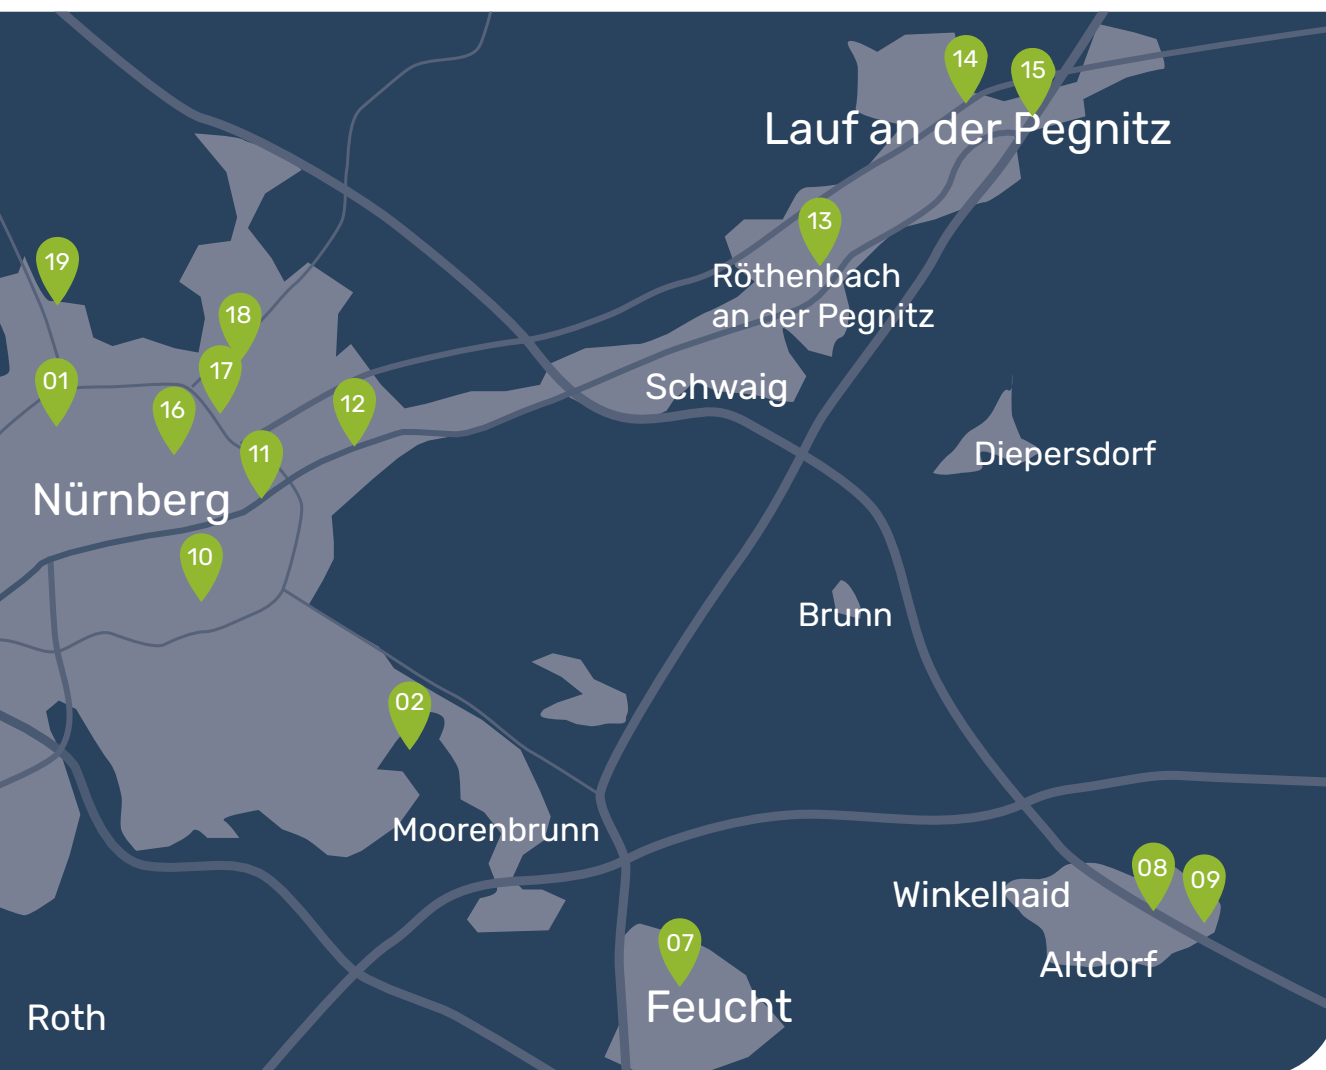 14
15
Lauf an der Pegnitz
13
19
Röthenbach
an der Pegnitz
18
17
01
Schwaig
12
16
11
Diepersdorf
Nürnberg
10
Brunn
02
Moorenbrunn
08
09
Winkelhaid
07
Altdorf
Feucht
Roth